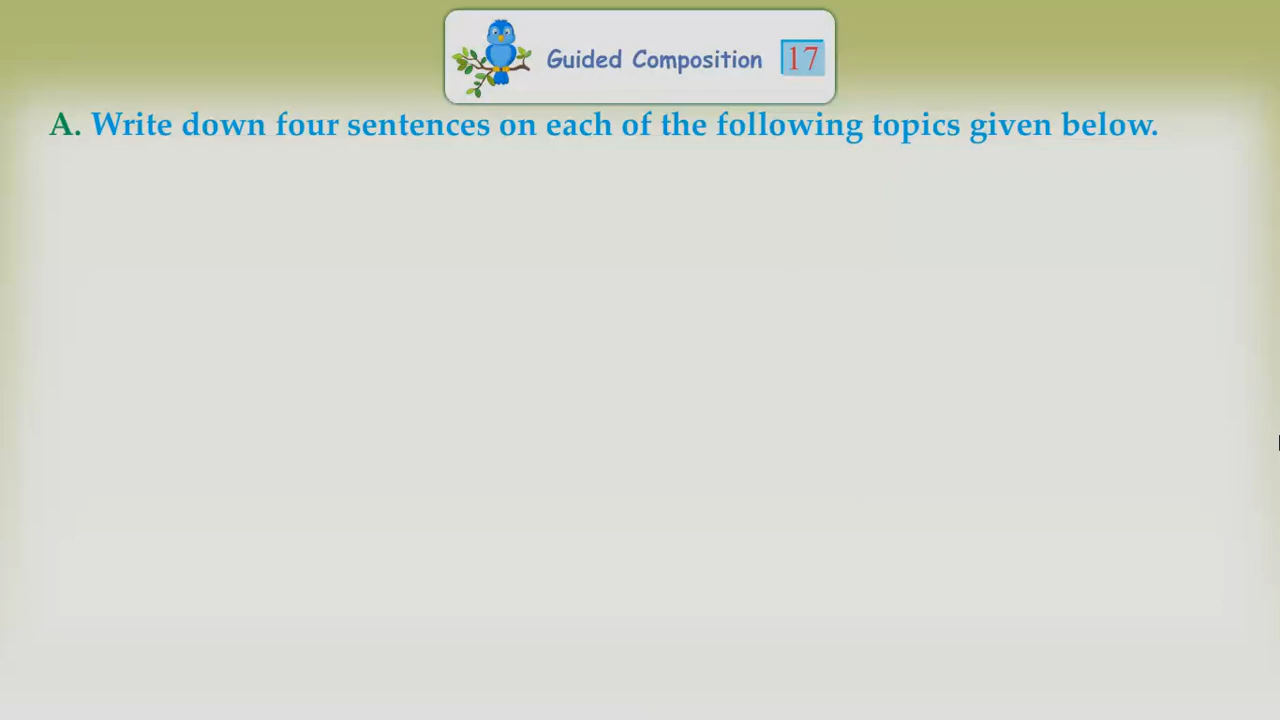 Guided Composition 17
A. Write down four sentences on each of the following topics given below.